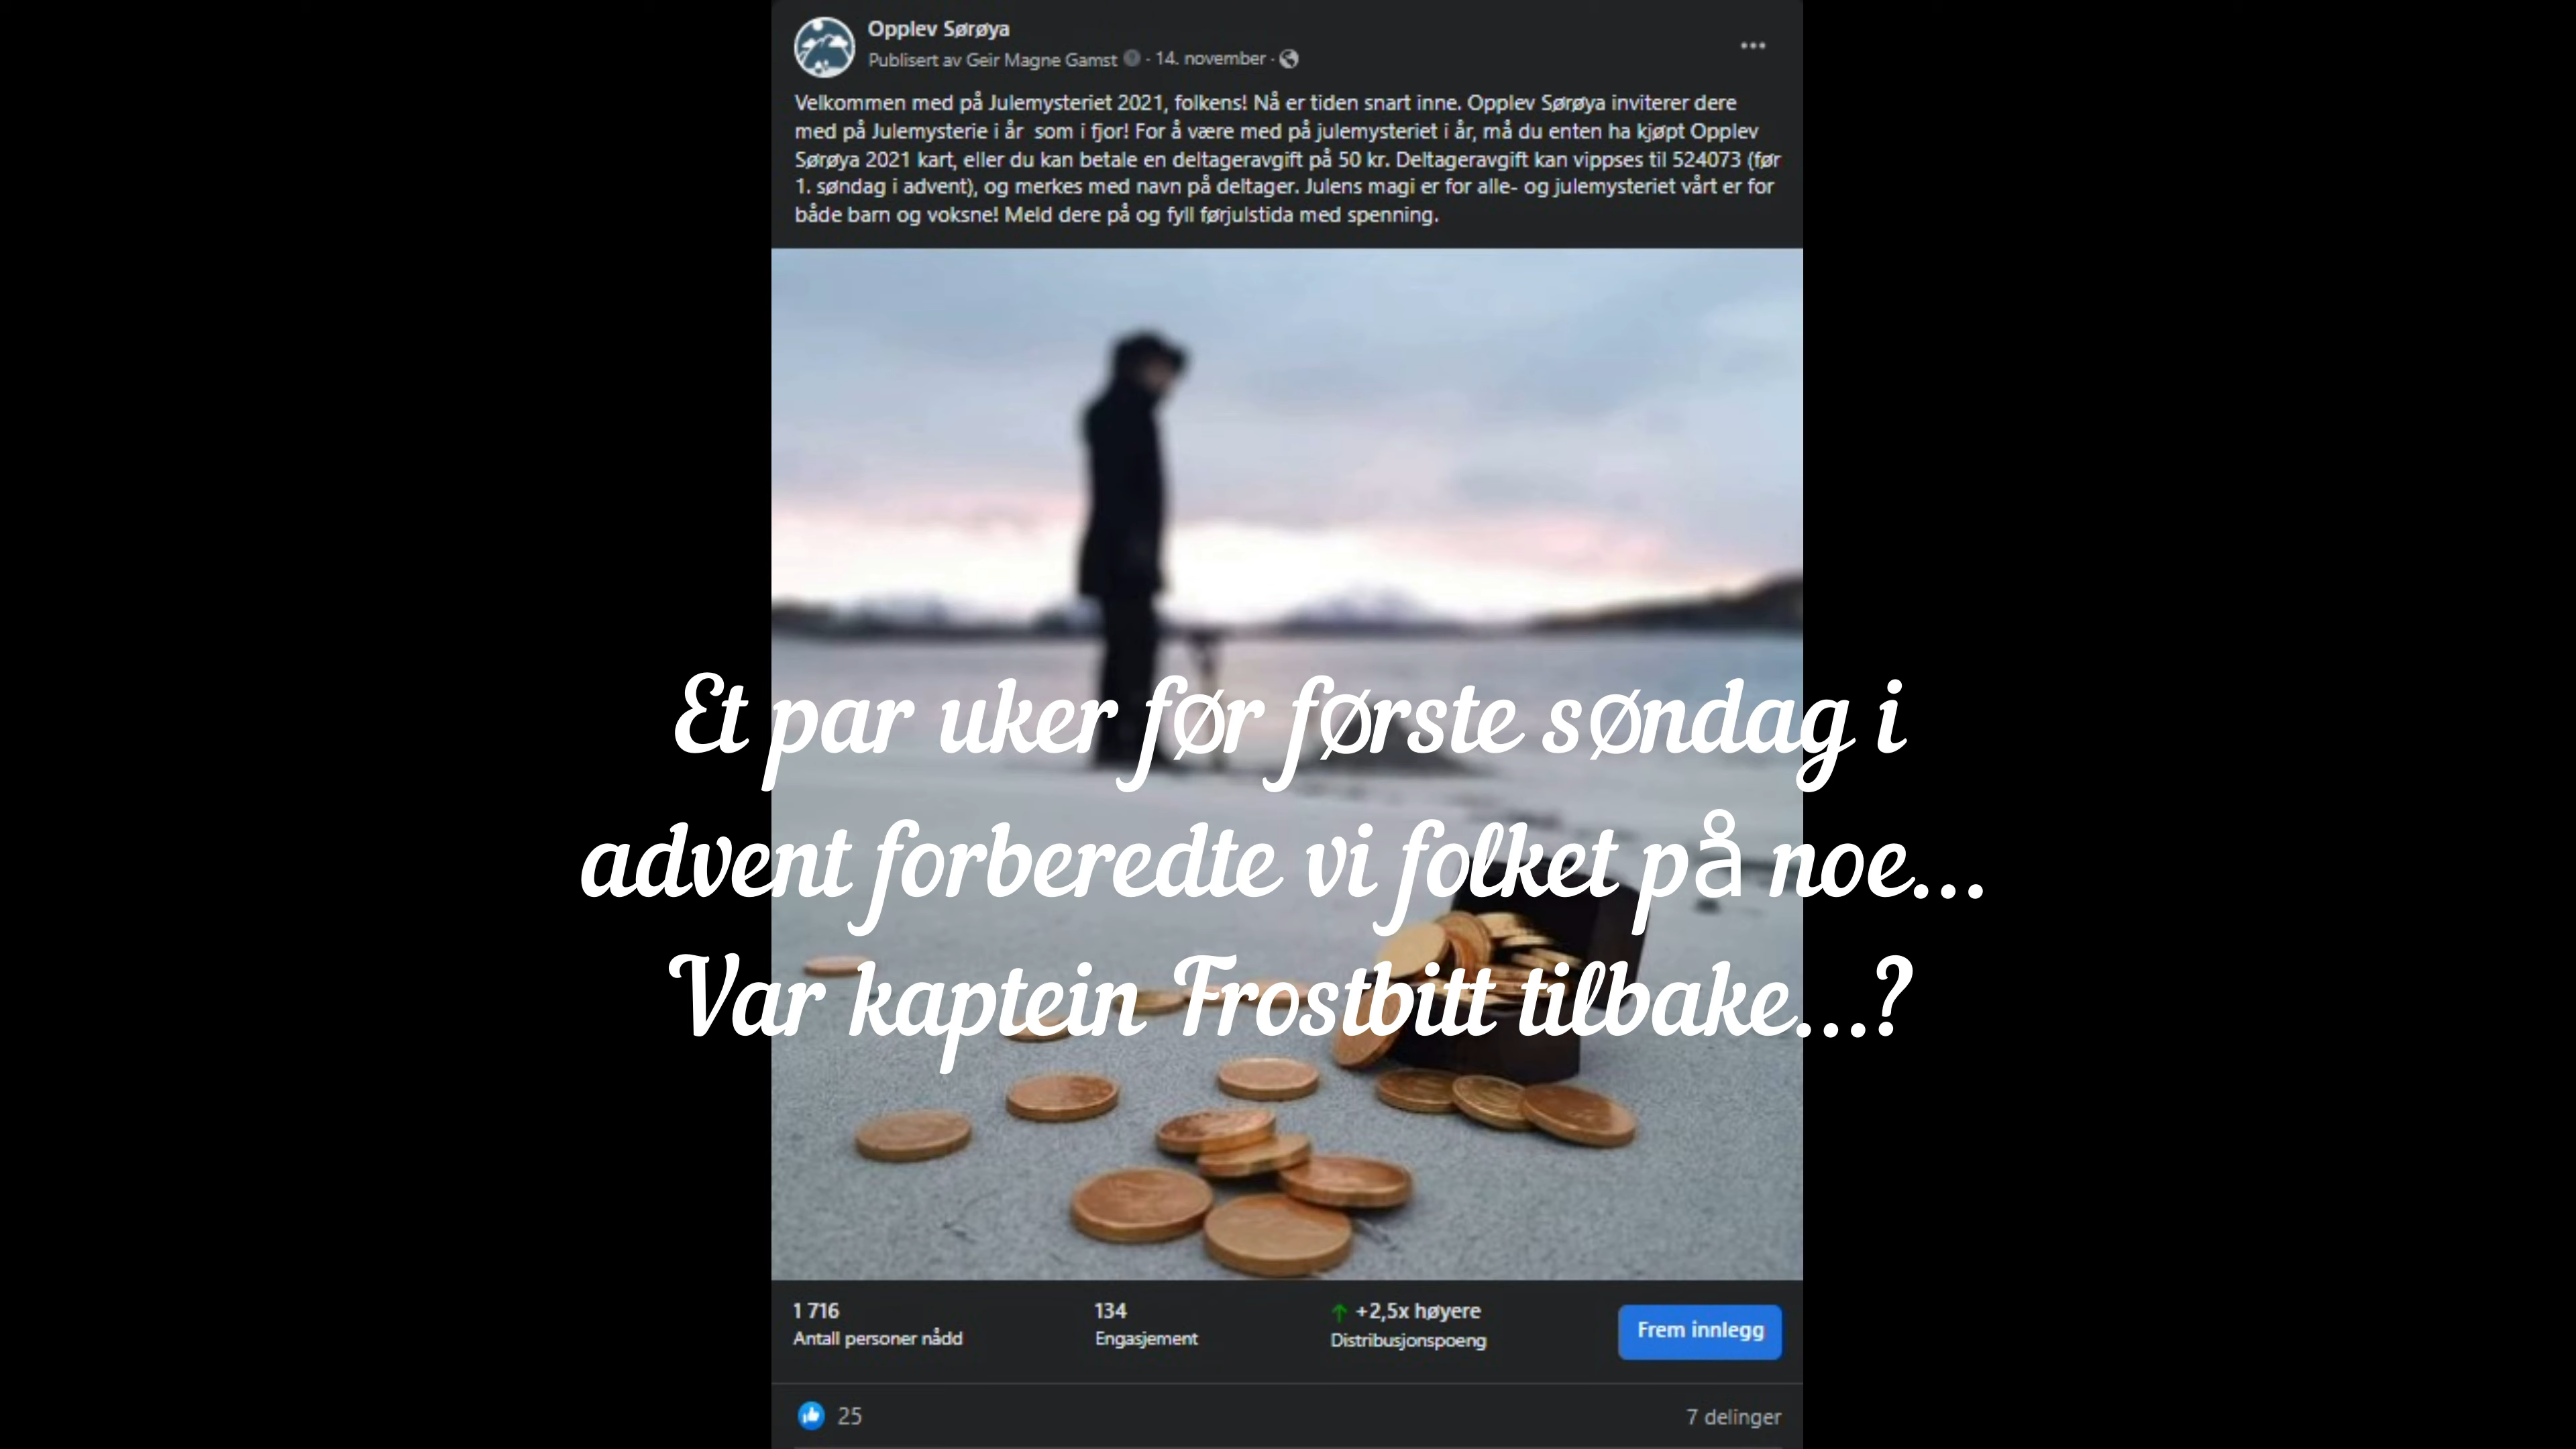 Opplev Sørøya
Publisert av Geir Magne Gamst · 14. november ·
Velkommen med på Julemysteriet 2021, folkens! Nå er tiden snart inne. Opplev Sørøya inviterer dere
med på Julemysterie i år som i fjor! For å være med på julemysteriet i år, må du enten ha kjøpt Opplev
Sørøya 2021 kart, eller du kan betale en deltageravgift på 50 kr. Deltageravgift kan vippses til 524073 (før
1. søndag i advent), og merkes med navn på deltager. Julens magi er for alle- og julemysteriet vårt er for
både barn og voksne! Meld dere på og fyll førjulstida med spenning.
Et par uker før første søndag i
advent forberedte vi folket på noe...
Var kaptein Frostbitt tilbake...?
1 716 134 +2,5x høyere
Antall personer nådd Engasjement Distribusjonspoeng Frem innlegg
25 7 delinger